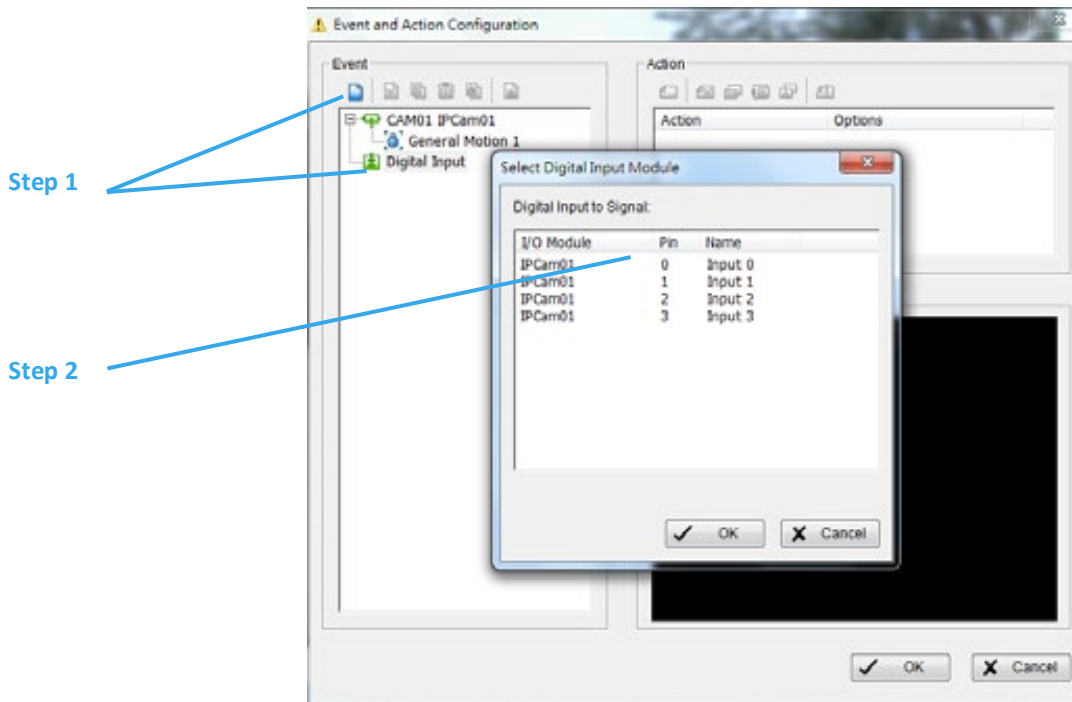 Event and Action Configuration
Event
Action
CAM01 IPCam01
General Motion 1
Digital Input
Action Options
Step 1
Select Digital Input Module
Digital Input to Signal:
I/O Module Pin Name
IPCam01 0 Input 0
IPCam01 1 Input 1
IPCam01 2 Input 2
IPCam01 3 Input 3
Step 2
OK Cancel
OK Cancel